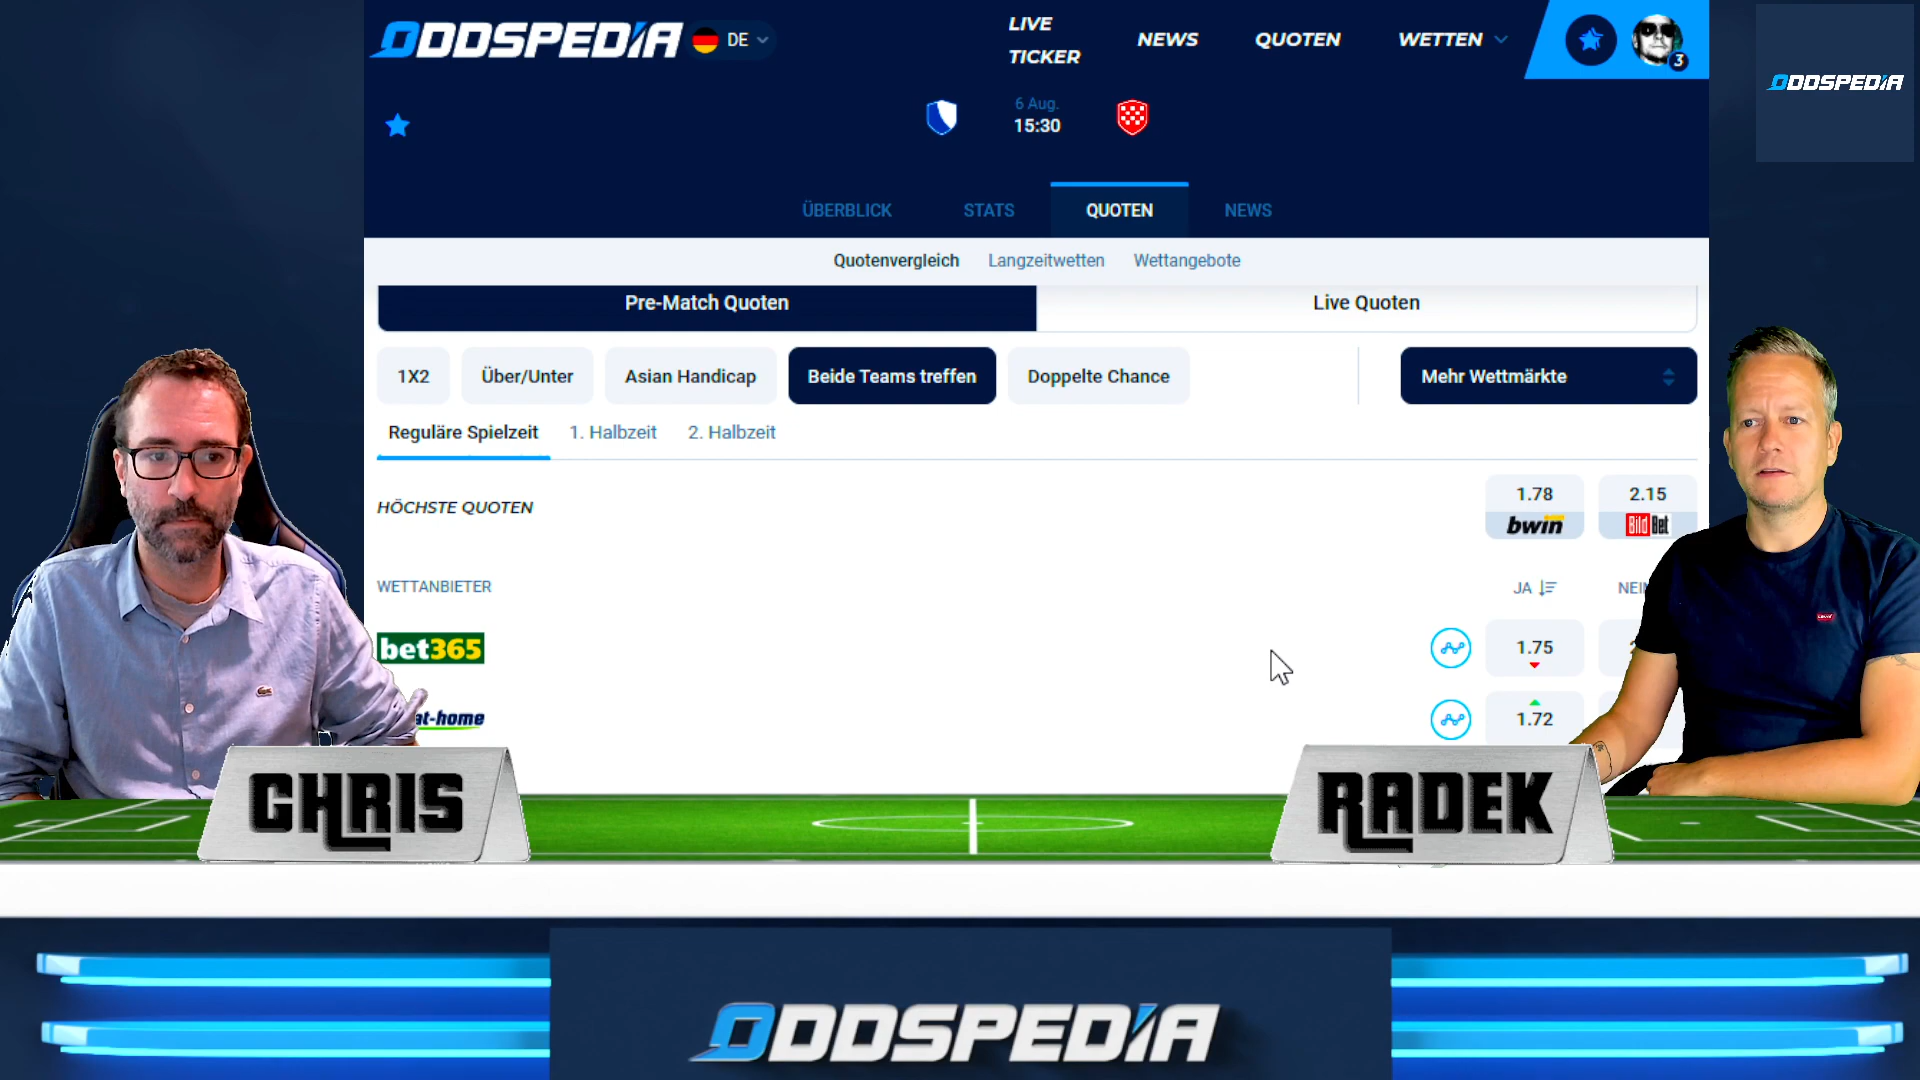 ODDSPEDIA
DE
LIVE
TICKER
NEWS
QUOTEN
WETTEN
3
ODDSPEDIA
6 Aug.
15:30
ÜBERBLICK
STATS
QUOTEN
NEWS
Quotenvergleich
Langzeitwetten
Wettangebote
Pre-Match Quoten
Live Quoten
1X2
Über/Unter
Asian Handicap
Beide Teams treffen
Doppelte Chance
Mehr Wettmärkte
Reguläre Spielzeit
1. Halbzeit
2. Halbzeit
HÖCHSTE QUOTEN
1.78
2.15
bwin
Bild Bet
WETTANBIETER
JA
bet365
1.75
at-home
1.72
CHRIS
RADEK
ODDSPEDIA